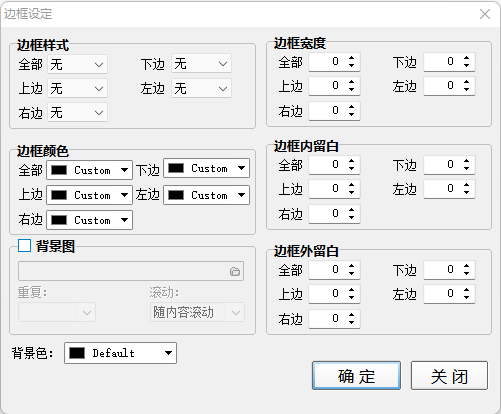 边框设定
边框样式
全部 无 下边 无
上边 无 左边 无
右边 无
边框颜色
全部 Custom 下边 Custom
上边 Custom 左边 Custom
右边 Custom
背景图
重复: 滚动:
随内容滚动
背景色: Default
边框宽度
全部 0 下边 0
上边 0 左边 0
右边 0
边框内留白
全部 0 下边 0
上边 0 左边 0
右边 0
边框外留白
全部 0 下边 0
上边 0 左边 0
右边 0
确 定 关 闭